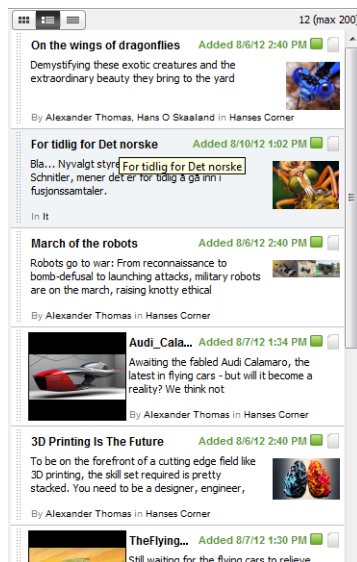 12 (max 200)
On the wings of dragonflies Added 8/6/12 2:40 PM
Demystifying these exotic creatures and the
extraordinary beauty they bring to the yard
By Alexander Thomas, Hans O Skaaland in Hanses Corner
For tidlig for Det norske Added 8/10/12 1:02 PM
Bla... Nyvalgt styre
For tidlig for Det norske
Schnitler, mener det er for tidlig å gå inn i
fusjonssamtaler.
In It
March of the robots Added 8/6/12 2:40 PM
Robots go to war: From reconnaissance to
bomb-defusal to launching attacks, military robots
are on the march, raising knotty ethical
By Alexander Thomas in Hanses Corner
Audi_Cala... Added 8/7/12 1:34 PM
Awaiting the fabled Audi Calamaro, the
latest in flying cars - but will it become a
reality? We think not
By Alexander Thomas in Hanses Corner
3D Printing Is The Future Added 8/6/12 2:40 PM
To be on the forefront of a cutting edge field like
3D printing, the skill set required is pretty
stacked. You need to be a designer, engineer,
By Alexander Thomas in Hanses Corner
TheFlying... Added 8/7/12 1:30 PM
Still waiting for the flying cars to relieve